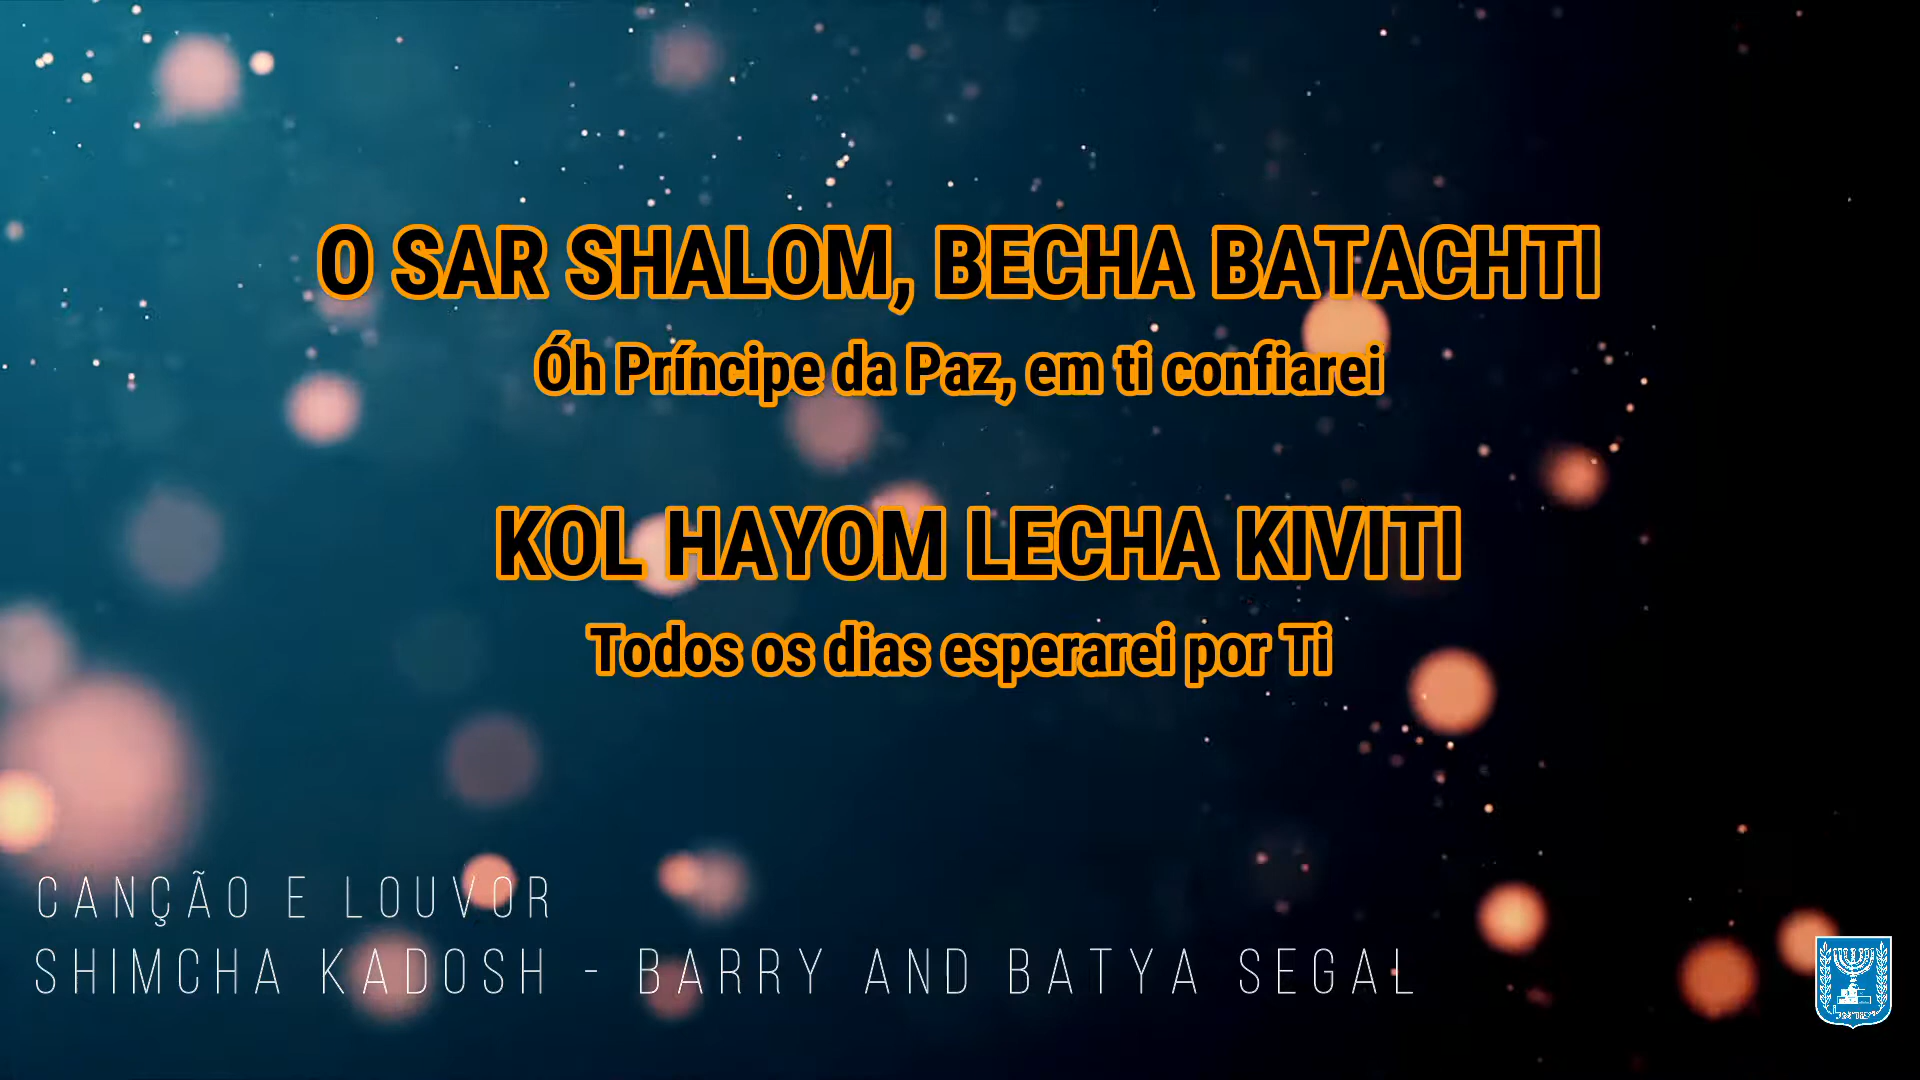 O SAR SHALOM, BECHA BATACHTI
Óh Príncipe da Paz, em ti confiarei
KOL HAYOM LECHA KIVITI
Todos os dias esperarei por Ti
CANÇÃO E LOUVOR
SHIMCHA KADOSH - BARRY AND BATYA SEGAL
ישראל